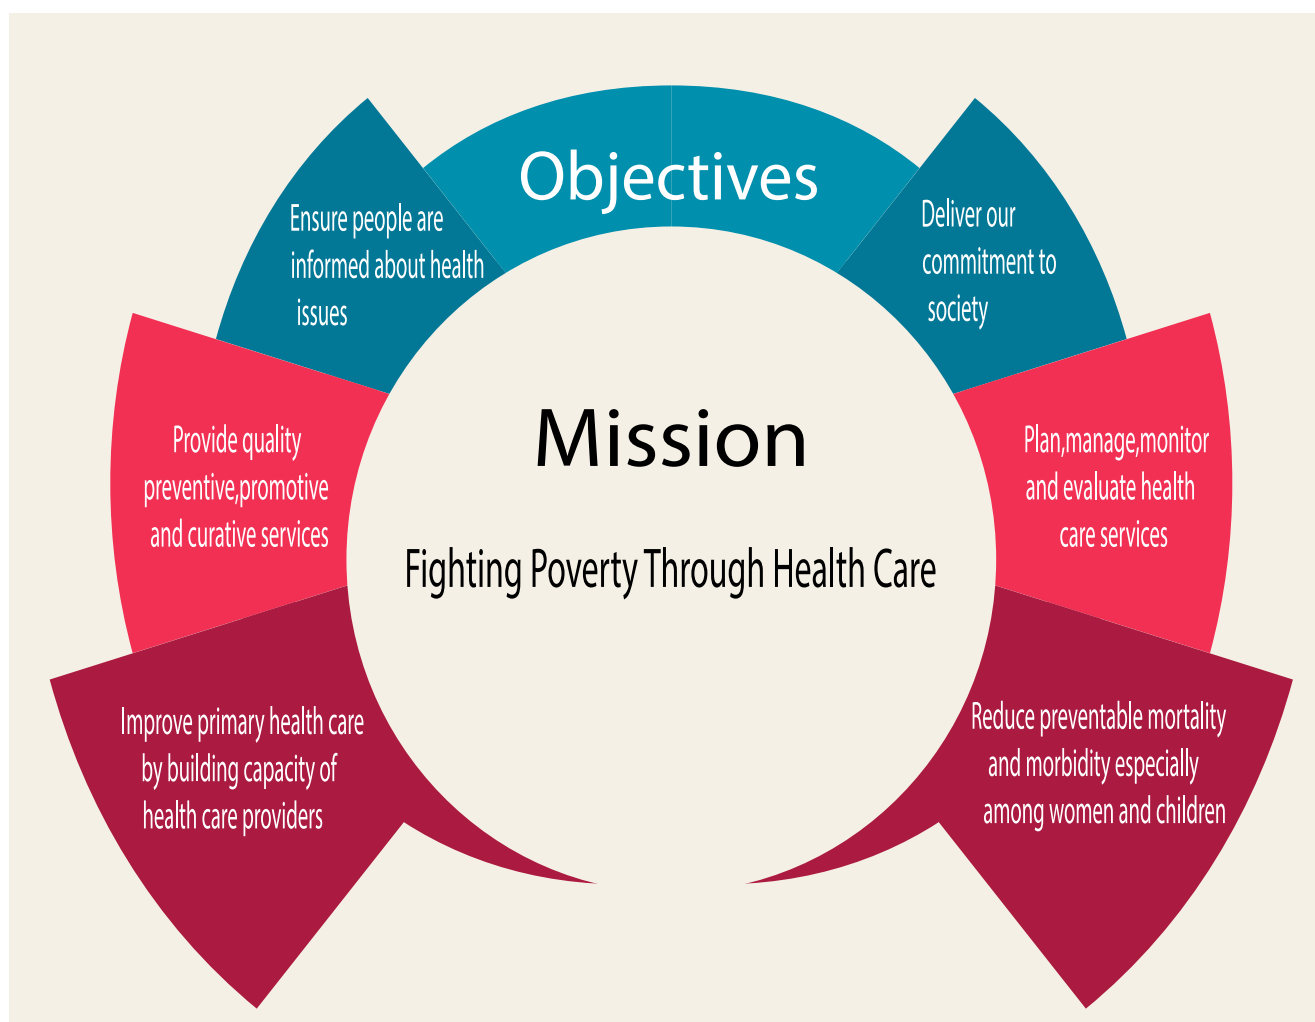 Objectives
Ensure people are
informed about health
issues
Deliver our
commitment to
society
Mission
Fighting Poverty Through Health Care
Provide quality
preventive,promotive
and curative services
Plan,manage,monitor
and evaluate health
care services
Improve primary health care
by building capacity of
health care providers
Reduce preventable mortality
and morbidity especially
among women and children